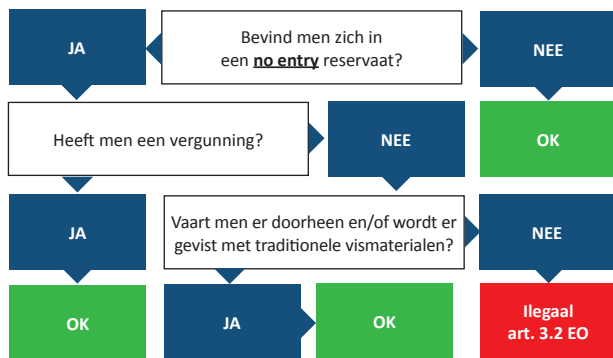 JA
Bevind men zich in
een no entry reservaat?
NEE
Heeft men een vergunning?
NEE
OK
JA
Vaart men er doorheen en/of wordt er
gevist met traditionele vismaterialen?
NEE
OK
JA
OK
Ilegaal
art. 3.2 EO